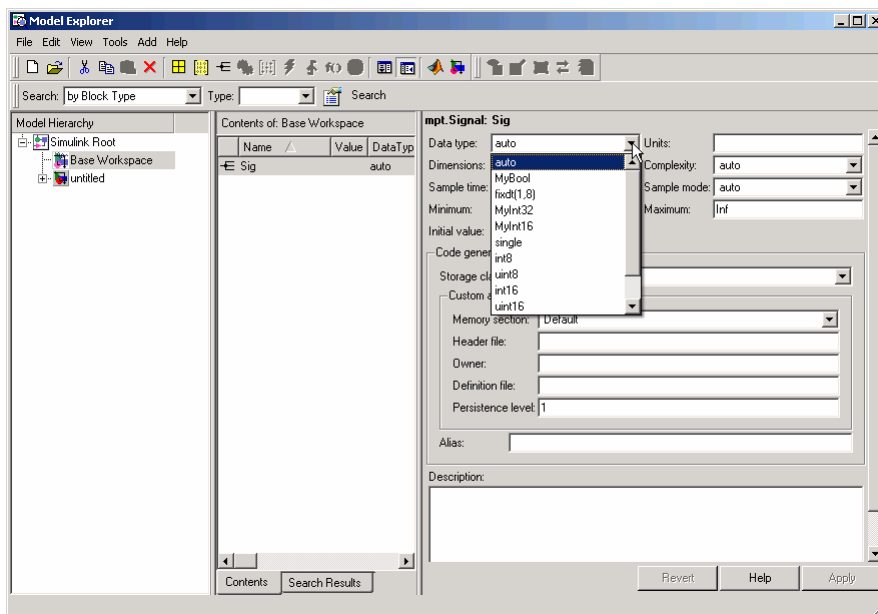 Model Explorer
File Edit View Tools Add Help
Search: by Block Type Type: Search
Model Hierarchy
Simulink Root
Base Workspace
untitled
Contents of: Base Workspace
Name Value DataTyp
Sig auto
Contents Search Results
mpt.Signal: Sig
Data type: auto Units:
Dimensions: Complexity: auto
Sample time: Sample mode: auto
Minimum: Maximum: Inf
Initial value:
auto
MyBool
fixdt(1,8)
MyInt32
MyInt16
single
int8
uint8
int16
uint16
Code gener
Storage cla
Custom a
Memory section: Default
Header file:
Owner:
Definition file:
Persistence level: 1
Alias:
Description:
Revert Help Apply